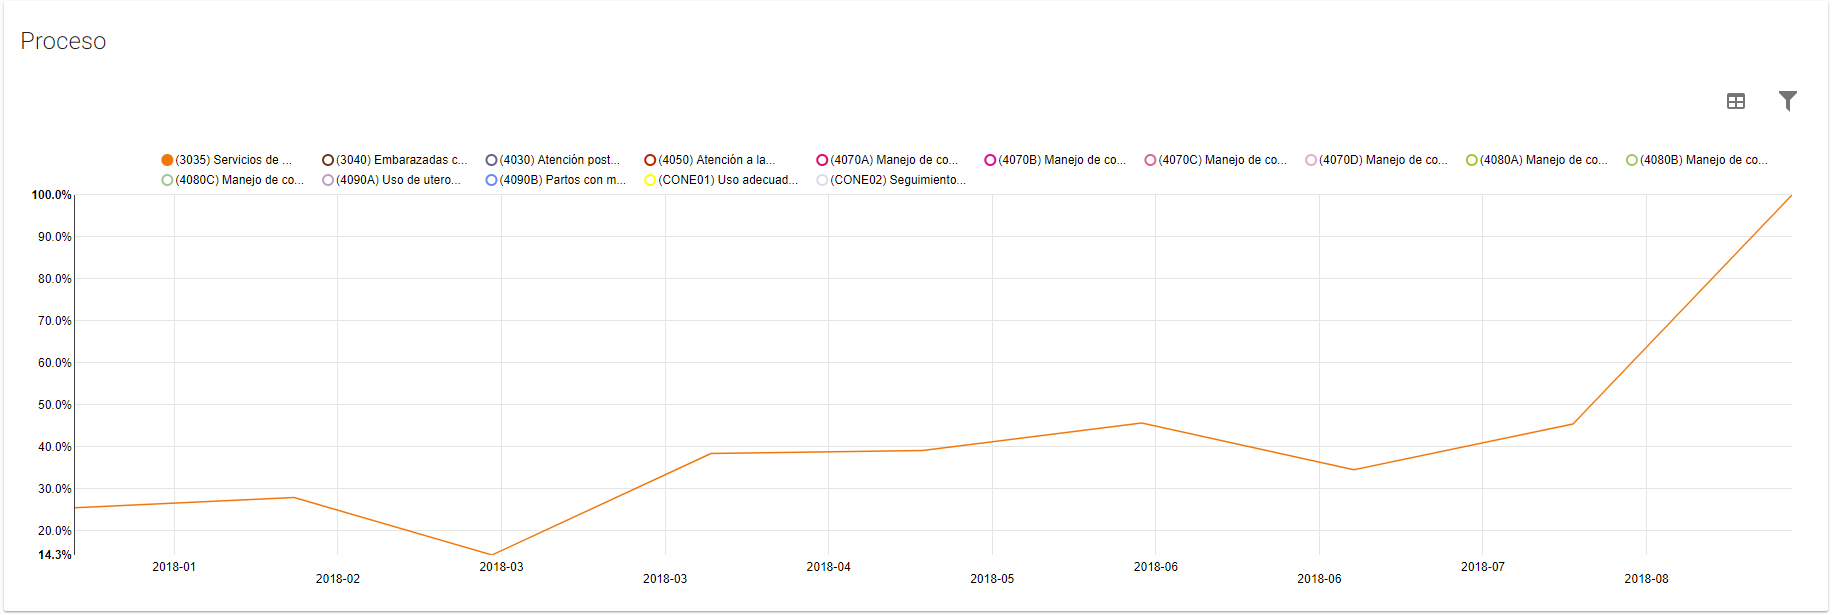 Proceso
(3035) Servicios de ... (3040) Embarazadas c... (4030) Atención post... (4050) Atención a la... (4070A) Manejo de co... (4070B) Manejo de co... (4070C) Manejo de co... (4070D) Manejo de co... (4080A) Manejo de co... (4080B) Manejo de co...
(4080C) Manejo de co... (4090A) Uso de utero... (4090B) Partos con m... (CONE01) Uso adecuad... (CONE02) Seguimiento...
100.0%
90.0%
80.0%
70.0%
60.0%
50.0%
40.0%
30.0%
20.0%
14.3%
2018-01 2018-03 2018-04 2018-06 2018-07
2018-02 2018-03 2018-05 2018-06 2018-08